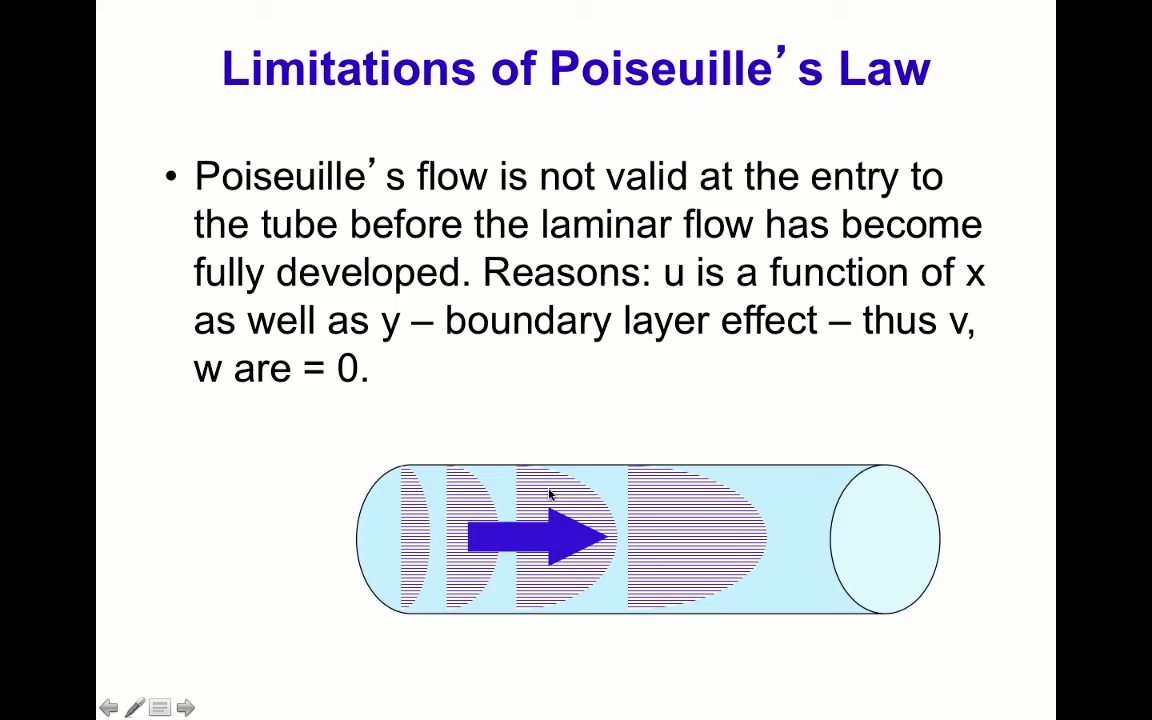 Limitations of Poiseuille’s Law
• Poiseuille’s flow is not valid at the entry to
the tube before the laminar flow has become
fully developed. Reasons: u is a function of x
as well as y – boundary layer effect – thus v,
w are = 0.